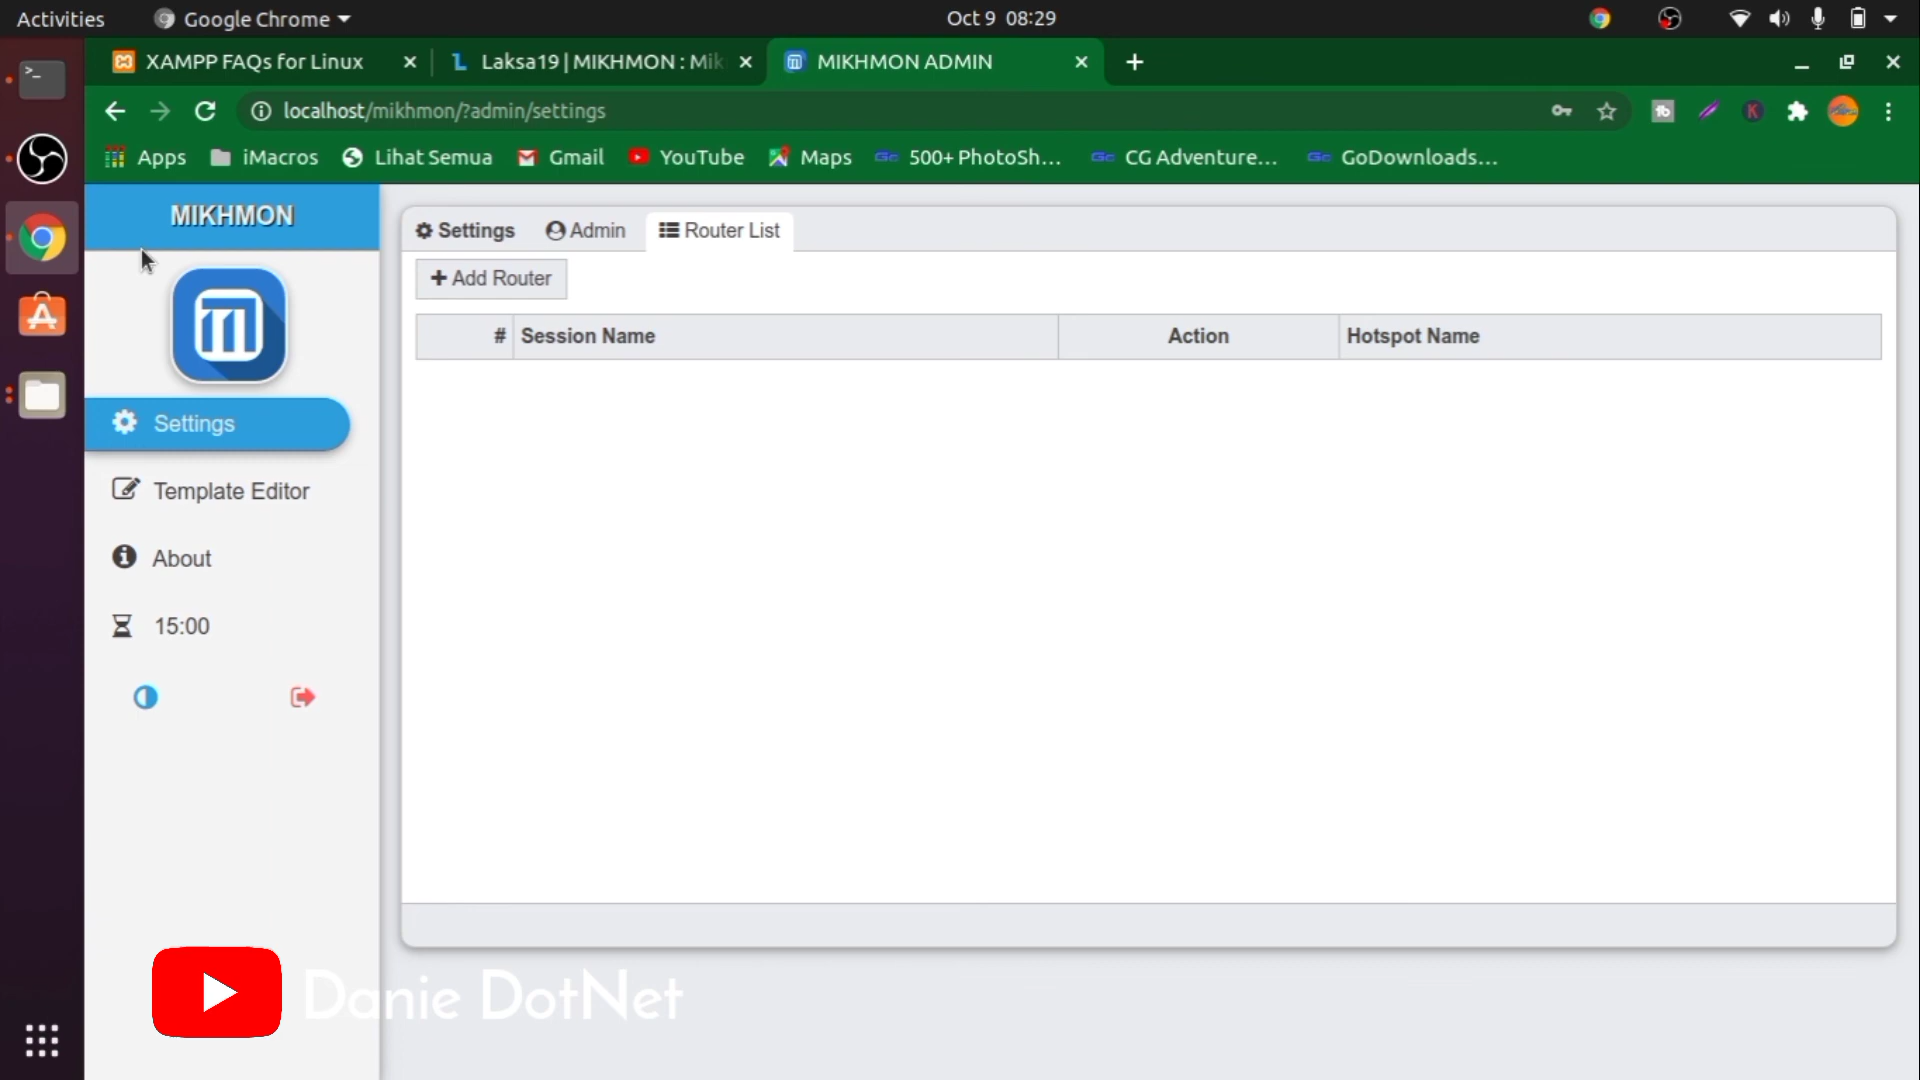 Activities Google Chrome Oct 9 08:29
XAMPP FAQs for Linux Laksa19 | MIKHMON : Mik MIKHMON ADMIN
localhost/mikhmon/?admin/settings
Apps iMacros Lihat Semua Gmail YouTube Maps 500+ PhotoSh... CG Adventure... GoDownloads...
MIKHMON
Settings Admin Router List
+ Add Router
# Session Name Action Hotspot Name
Settings
Template Editor
About
15:00
Danie DotNet